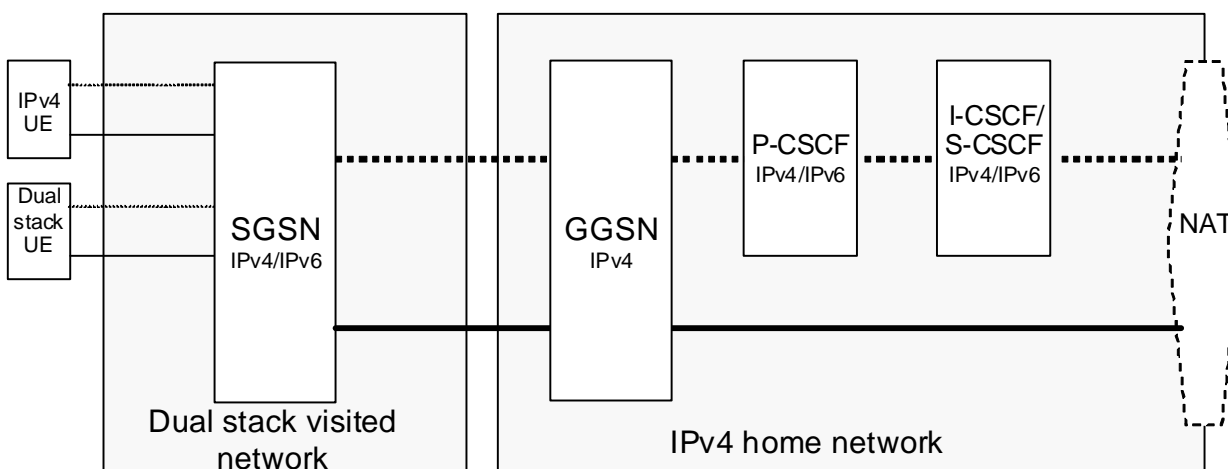 IPv4
UE
Dual
stack
UE
SGSN
IPv4/IPv6
GGSN
IPv4
P-CSCF
IPv4/IPv6
I-CSCF/
S-CSCF
IPv4/IPv6
NAT
Dual stack visited
network
IPv4 home network